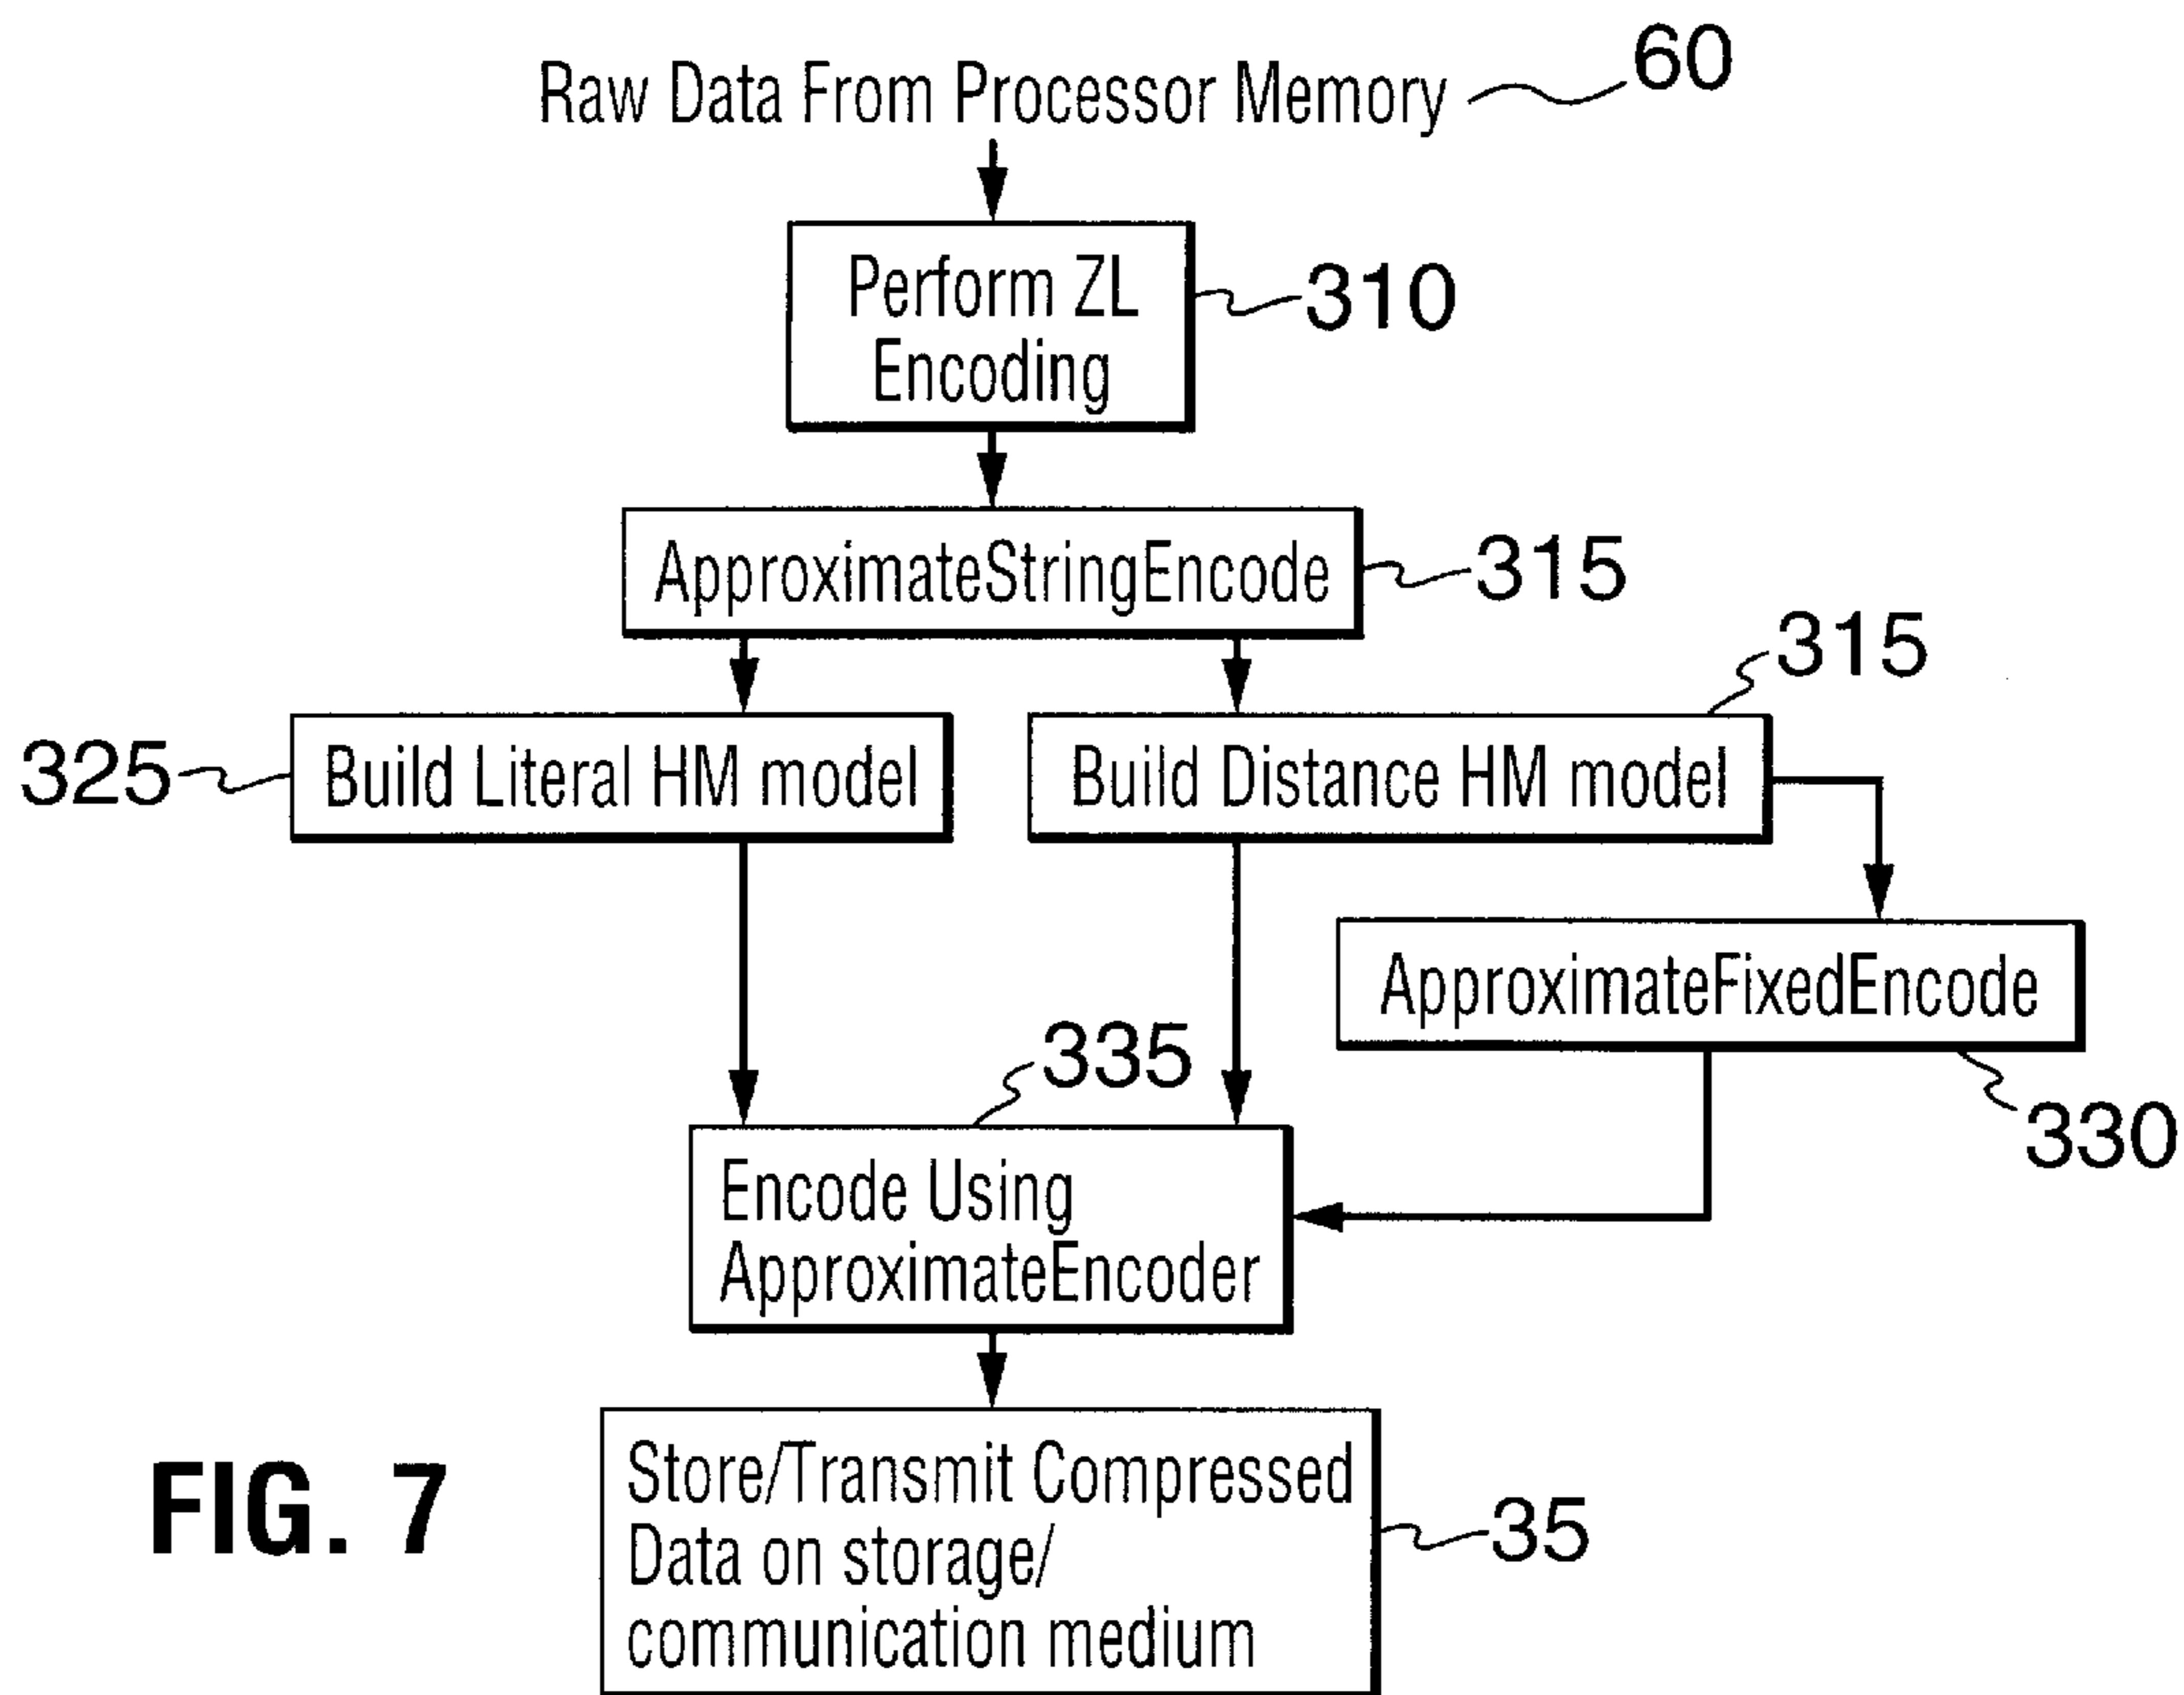 Raw Data From Processor Memory
60
Perform ZL
Encoding
310
ApproximateStringEncode
315
315
325
Build Literal HM model
Build Distance HM model
ApproximateFixedEncode
330
335
Encode Using
ApproximateEncoder
Store/Transmit Compressed
Data on storage/
communication medium
35
FIG. 7